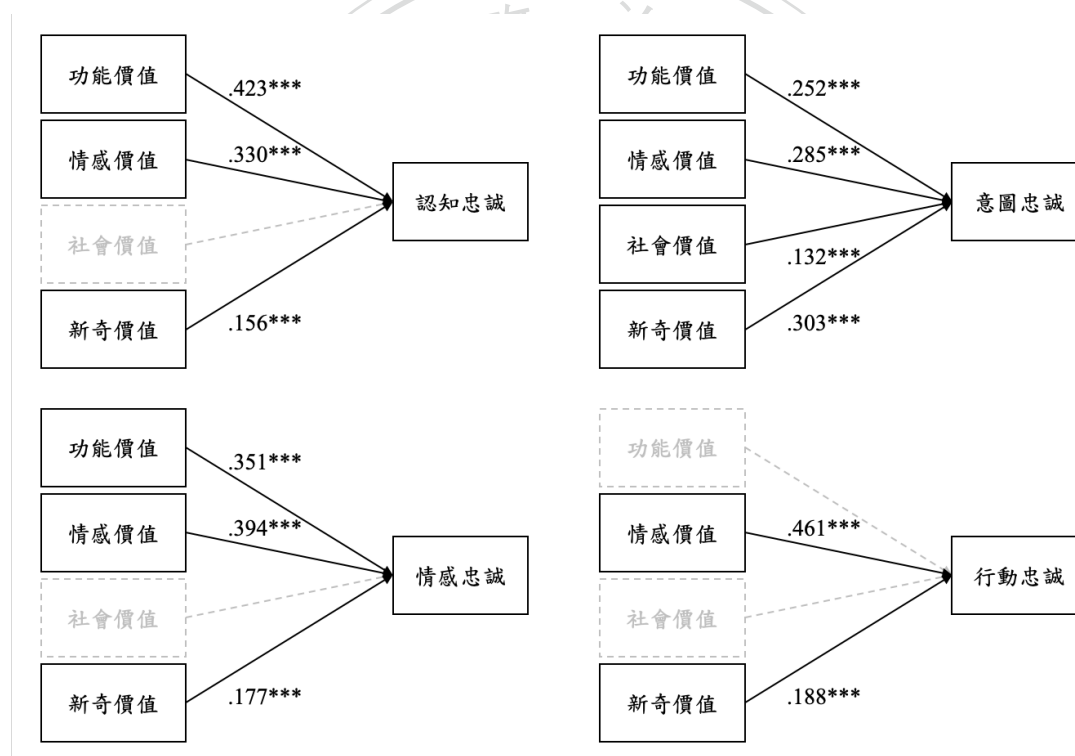 功能價值
.423***
情感價值
.330***
認知忠誠
社會價值
新奇價值
.156***
功能價值
.252***
情感價值
.285***
意圖忠誠
社會價值
.132***
新奇價值
.303***
功能價值
.351***
情感價值
.394***
情感忠誠
社會價值
新奇價值
.177***
功能價值
情感價值
.461***
行動忠誠
社會價值
新奇價值
.188***